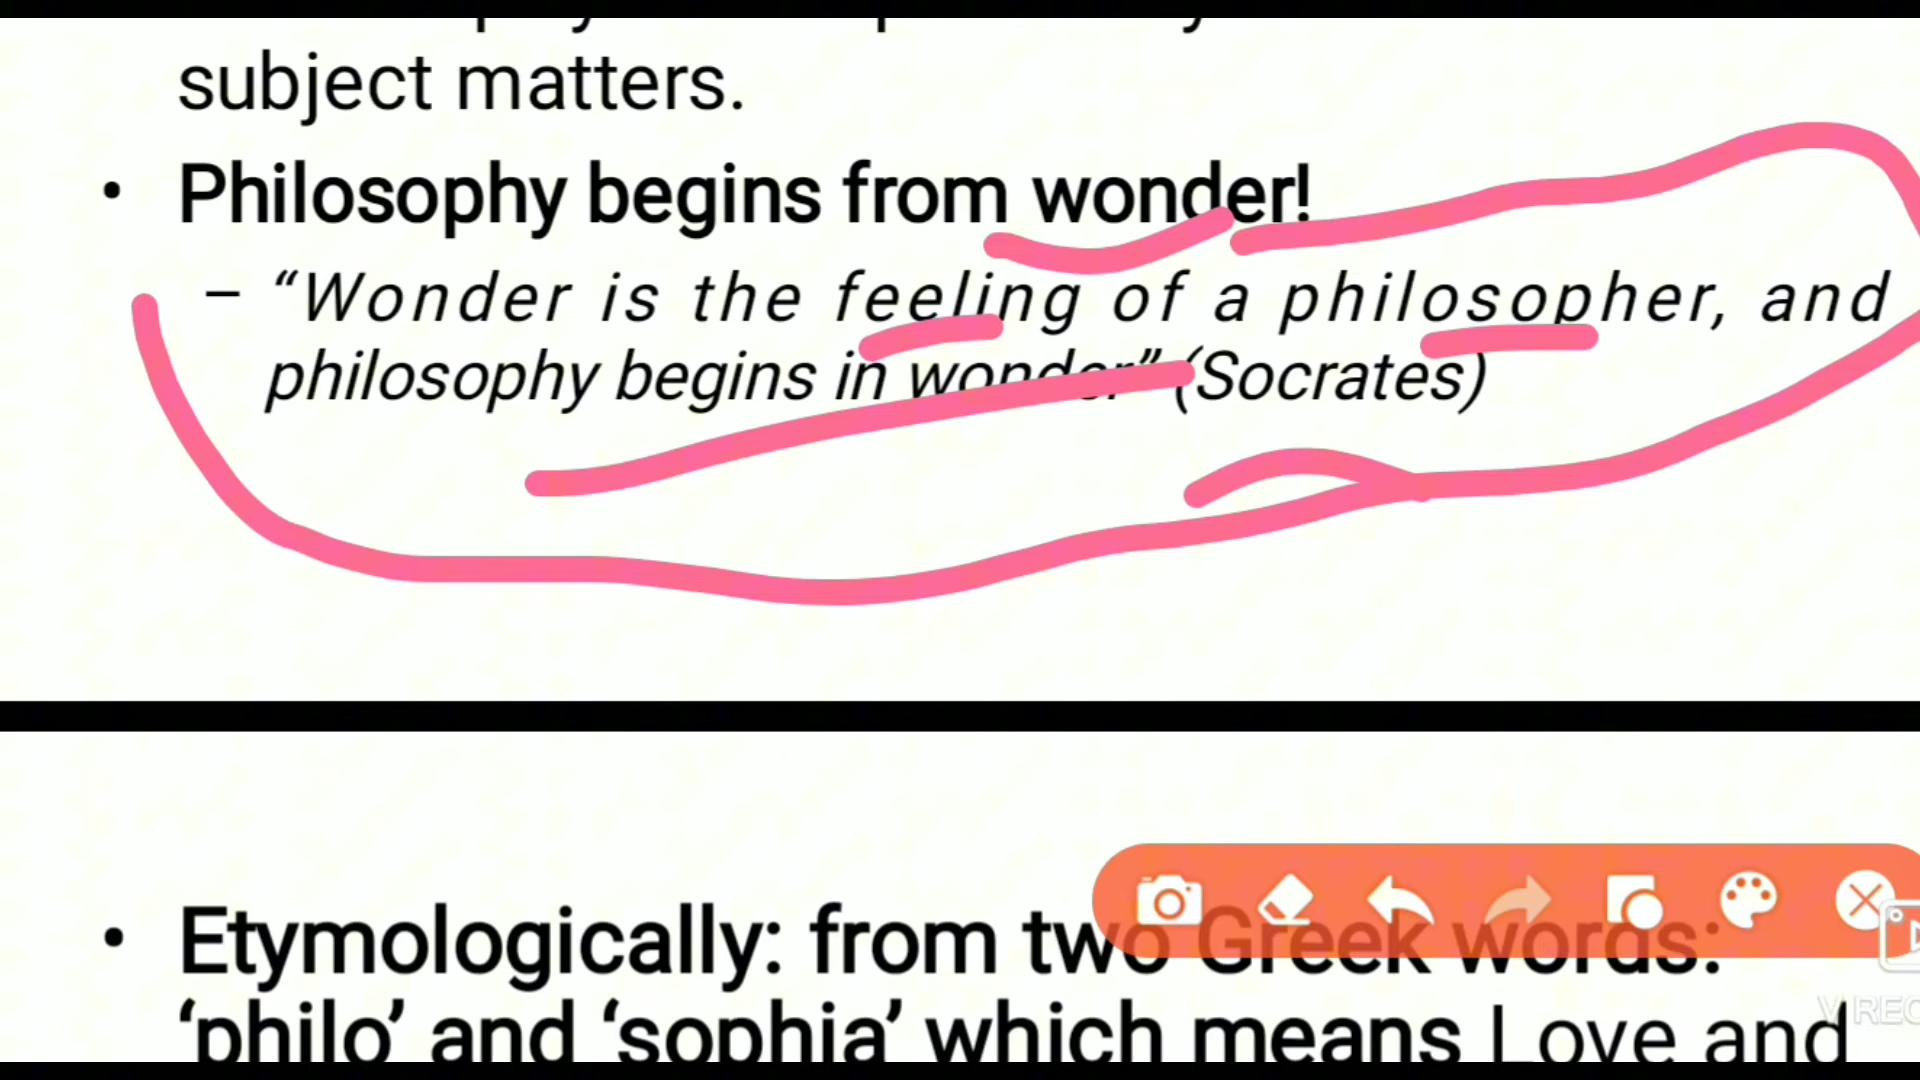 subject matters.
• Philosophy begins from wonder!
– “Wonder is the feeling of a philosopher, and
philosophy begins in wonder” (Socrates)
• Etymologically: from two Greek words:
‘philo’ and ‘sophia’ which means Love and